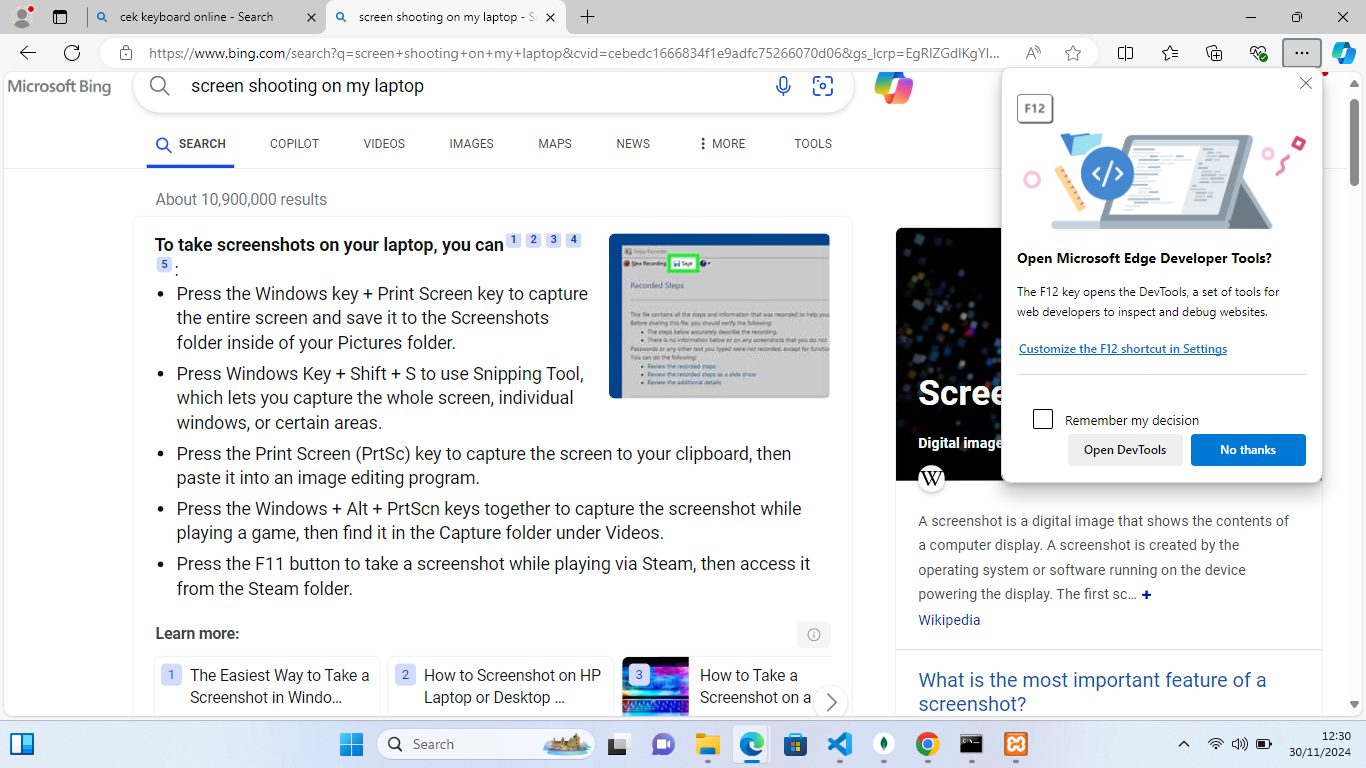 cek keyboard online - Search
screen shooting on my laptop - S
https://www.bing.com/search?q=screen+shooting+on+my+laptop&cvid=cebedc1666834f1e9adfc75266070d06&gs_lcrp=EgRlZGdlKgYI...
Microsoft Bing
screen shooting on my laptop
SEARCH
COPILOT
VIDEOS
IMAGES
MAPS
NEWS
MORE
TOOLS
About 10,900,000 results
To take screenshots on your laptop, you can 1 2 3 4
5 :
• Press the Windows key + Print Screen key to capture
the entire screen and save it to the Screenshots
folder inside of your Pictures folder.
• Press Windows Key + Shift + S to use Snipping Tool,
which lets you capture the whole screen, individual
windows, or certain areas.
• Press the Print Screen (PrtSc) key to capture the screen to your clipboard, then
paste it into an image editing program.
• Press the Windows + Alt + PrtScn keys together to capture the screenshot while
playing a game, then find it in the Capture folder under Videos.
• Press the F11 button to take a screenshot while playing via Steam, then access it
from the Steam folder.
Steps Recorder
New Recording
Save
Recorded Steps
This file contains all the steps and information that was recorded to help you
Before sharing this file, you should verify the following:
• The steps below accurately describe the recording.
• There is no information below or on any screenshots that you do not
Passwords or any other text you typed were not recorded, except for function
You can do the following:
• Review the recorded steps
• Review the recorded steps as a slide show
• Review the additional details
Learn more:
1 The Easiest Way to Take a
Screenshot in Windo...
2 How to Screenshot on HP
Laptop or Desktop ...
3 How to Take a
Screenshot on a
Scree
Digital image
W
A screenshot is a digital image that shows the contents of
a computer display. A screenshot is created by the
operating system or software running on the device
powering the display. The first sc... +
Wikipedia
What is the most important feature of a
screenshot?
F12
Open Microsoft Edge Developer Tools?
The F12 key opens the DevTools, a set of tools for
web developers to inspect and debug websites.
Customize the F12 shortcut in Settings
Remember my decision
Open DevTools
No thanks
Search
12:30
30/11/2024